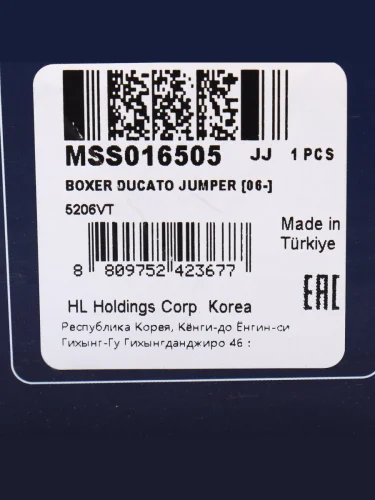 MSS016505 JJ 1 PCS
BOXER DUCATO JUMPER [06-]
5206VT
Made in
Türkiye
8 809752 423677
HL Holdings Corp Korea
EAC
Республика Корея, Кёнги-до Ёнгин-си
Гихынг-Гу Гихынгданджиро 46 :